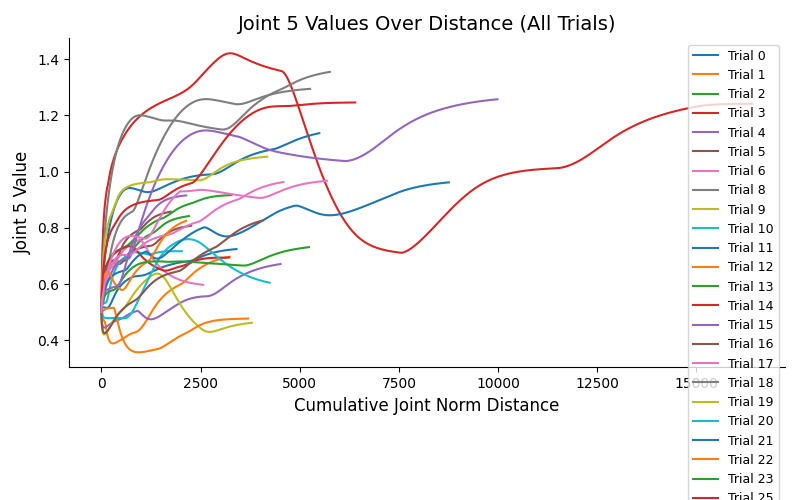 Joint 5 Values Over Distance (All Trials)
Joint 5 Value
1.4
1.2
1.0
0.8
0.6
0.4
0
2500
5000
7500
10000
12500
Cumulative Joint Norm Distance
Trial 0
Trial 1
Trial 2
Trial 3
Trial 4
Trial 5
Trial 6
Trial 8
Trial 9
Trial 10
Trial 11
Trial 12
Trial 13
Trial 14
Trial 15
Trial 16
Trial 17
Trial 18
Trial 19
Trial 20
Trial 21
Trial 22
Trial 23
Trial 25